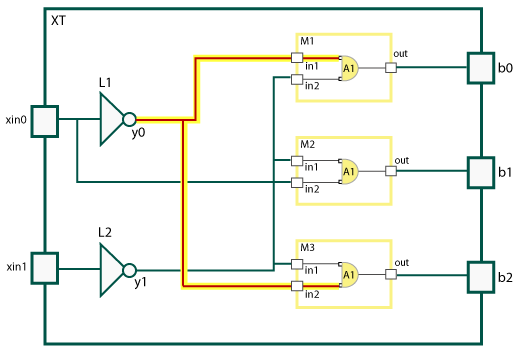 XT
M1
out
in1
A1
in2
b0
L1
xin0
y0
M2
out
in1
A1
in2
b1
L2
xin1
y1
M3
out
in1
A1
in2
b2